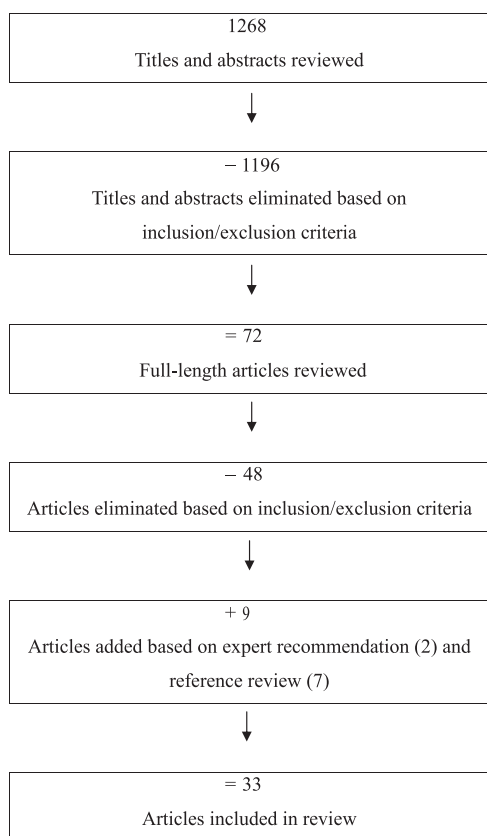 1268
Titles and abstracts reviewed
– 1196
Titles and abstracts eliminated based on
inclusion/exclusion criteria
= 72
Full-length articles reviewed
– 48
Articles eliminated based on inclusion/exclusion criteria
+ 9
Articles added based on expert recommendation (2) and
reference review (7)
= 33
Articles included in review